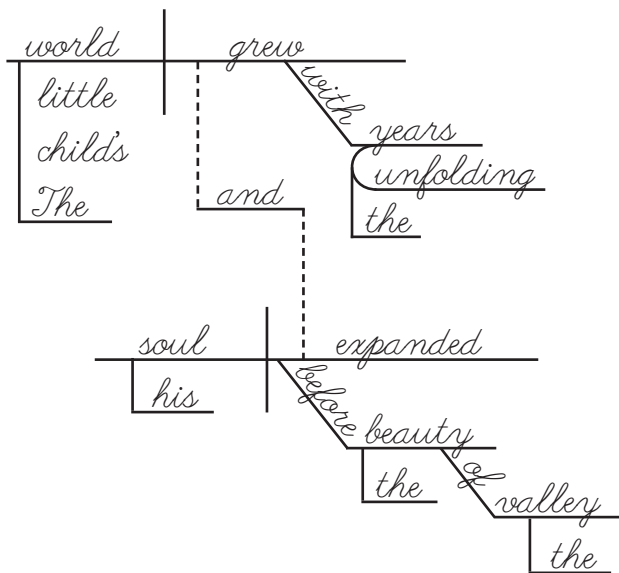 world grew
with
little
years
child's
unfolding
The and
the
soul expanded
his
before
beauty
the of
valley
the